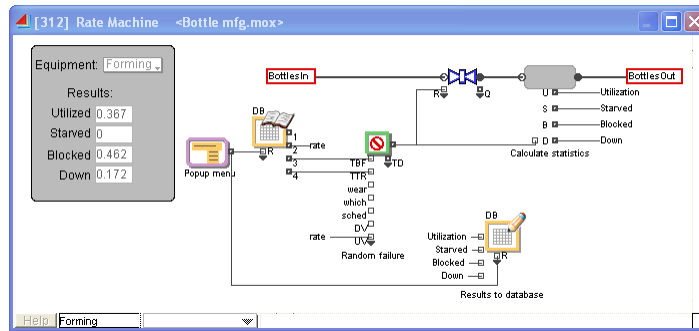 [312] Rate Machine <Bottle mfg.mox>
Equipment: Forming
Results:
Utilized 0.367
Starved 0
Blocked 0.462
Down 0.172
BottlesIn
BottlesOut
R
Q
U
Utilization
S
Starved
B
Blocked
D
Down
Calculate statistics
DB
R
1
2
rate
3
4
Popup menu
TBF
TD
TTR
wear
which
sched
DV
rate
UV
Random failure
DB
Utilization
R
Starved
Blocked
Down
Results to database
Help
Forming